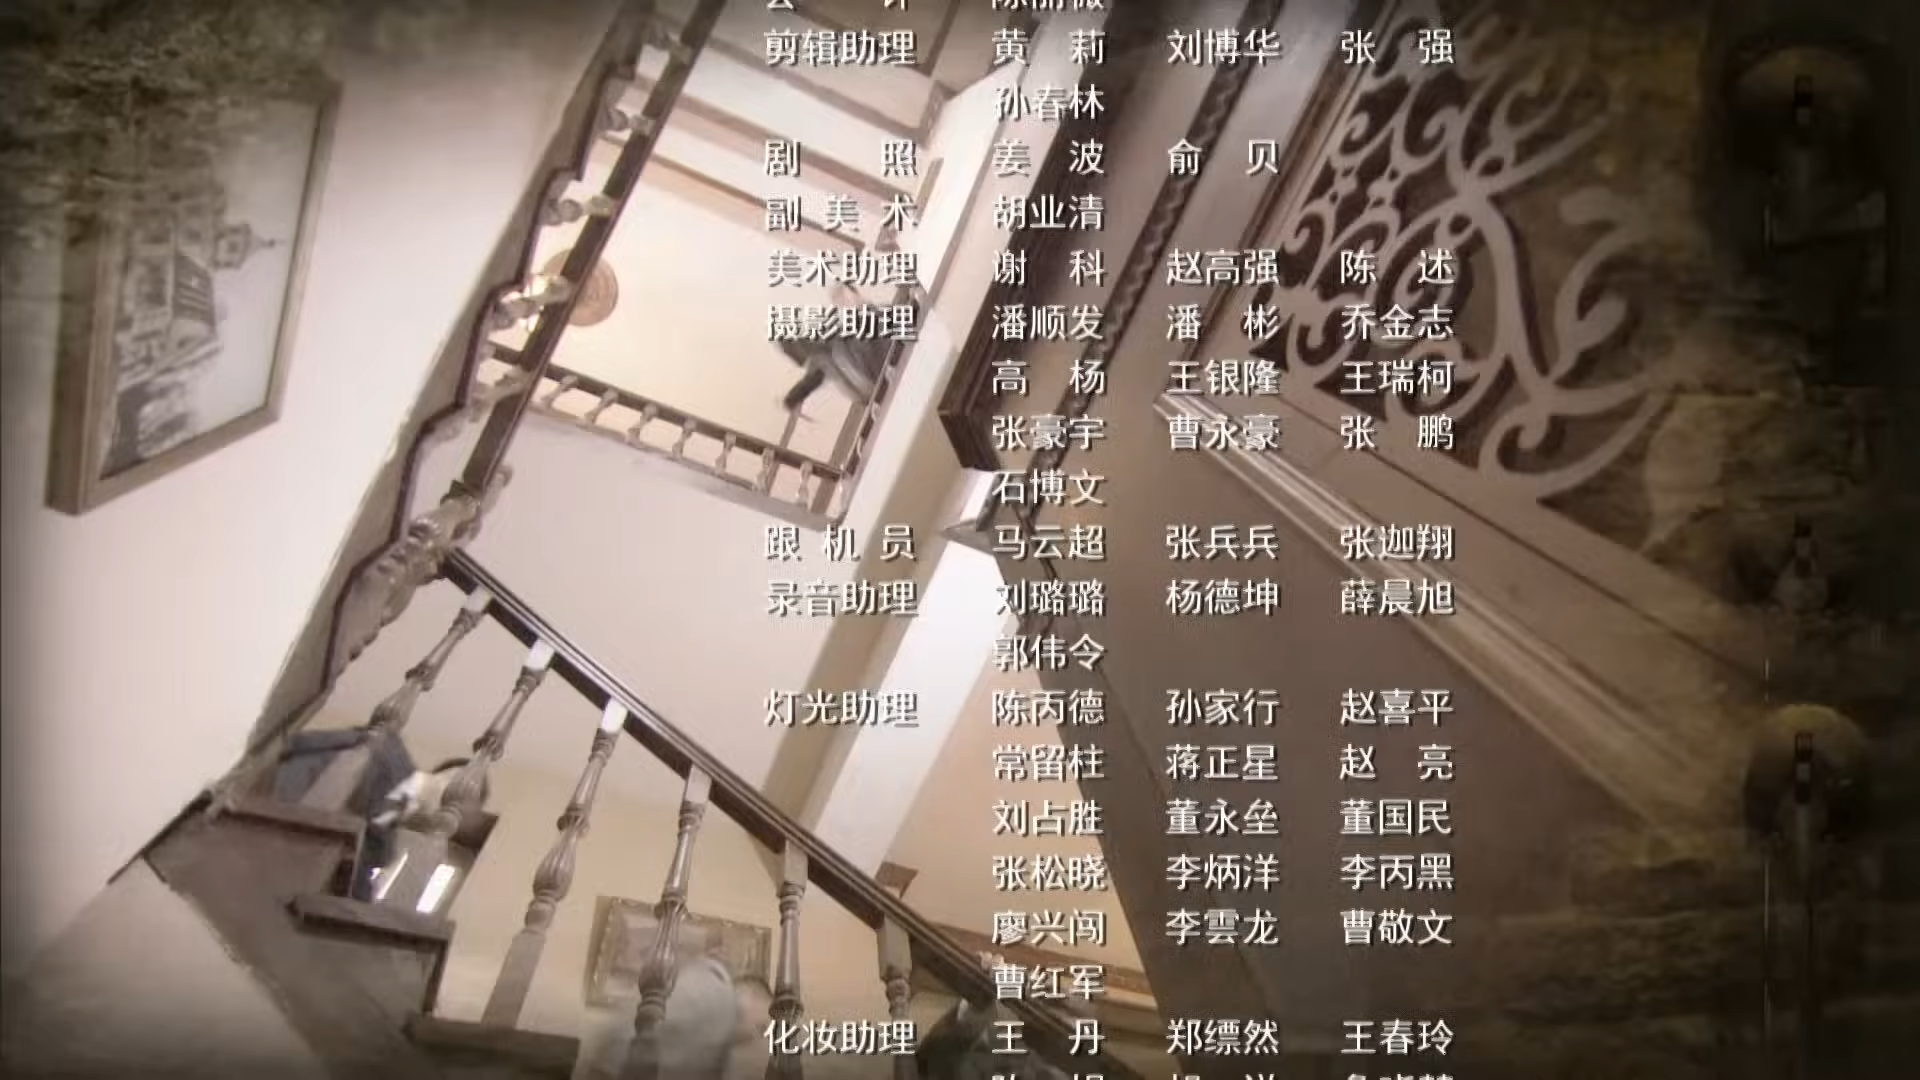 剪辑助理 黄莉 刘博华 张强
孙春林
剧照 姜波 俞贝
副美术 胡业清
美术助理 谢科 赵高强 陈述
摄影助理 潘顺发 潘彬 乔金志
高杨 王银隆 王瑞柯
张豪宇 曹永豪 张鹏
石博文
跟机员 马云超 张兵兵 张迦翔
录音助理 刘璐璐 杨德坤 薛晨旭
郭伟令
灯光助理 陈丙德 孙家行 赵喜平
常留柱 蒋正星 赵亮
刘占胜 董永垒 董国民
张松晓 李炳洋 李丙黑
廖兴闯 李雲龙 曹敬文
曹红军
化妆助理 王丹 郑缥然 王春玲